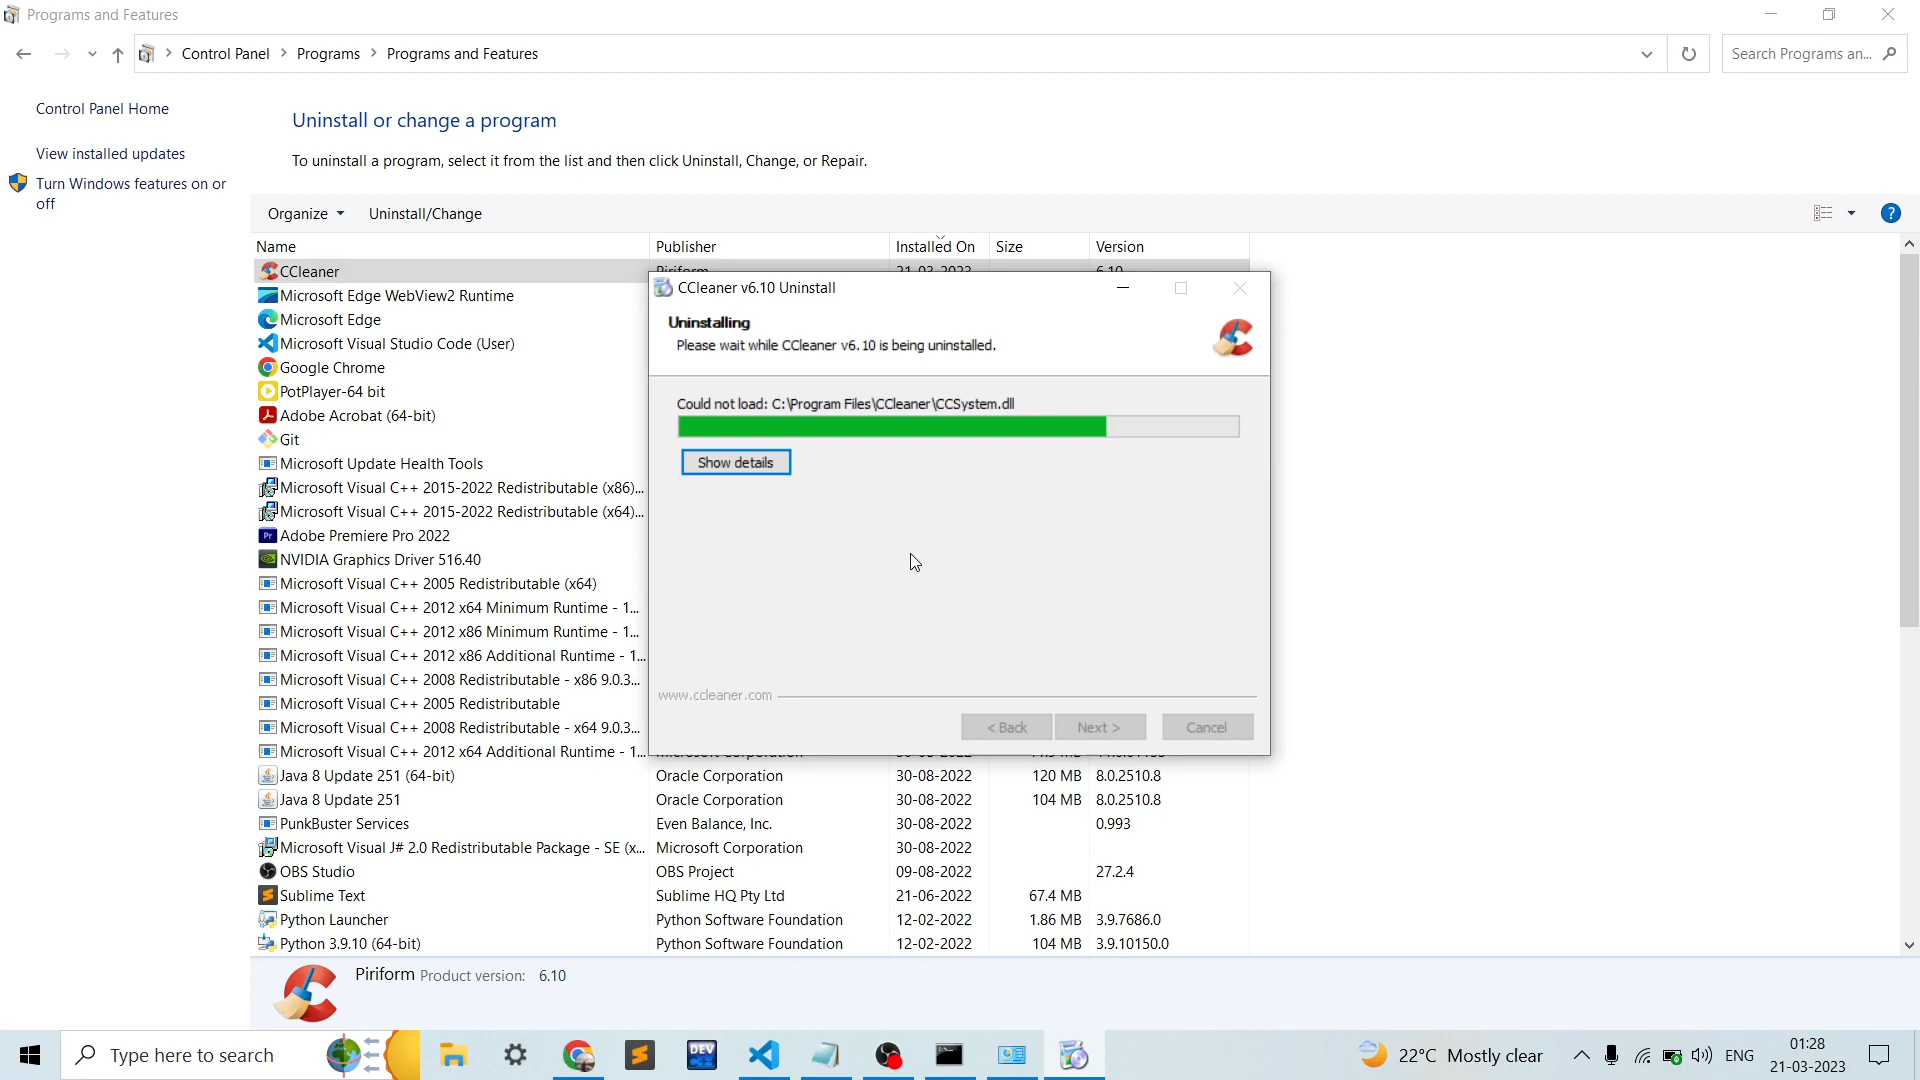 Programs and Features
Control Panel
Programs
Programs and Features
Search Programs an...
Control Panel Home
View installed updates
Turn Windows features on or
off
Uninstall or change a program
To uninstall a program, select it from the list and then click Uninstall, Change, or Repair.
Organize
Uninstall/Change
Name Publisher Installed On Size Version
CCleaner Piriform 21-03-2023 6.10
Microsoft Edge WebView2 Runtime
Microsoft Edge
Microsoft Visual Studio Code (User)
Google Chrome
PotPlayer-64 bit
Adobe Acrobat (64-bit)
Git
Microsoft Update Health Tools
Microsoft Visual C++ 2015-2022 Redistributable (x86)...
Microsoft Visual C++ 2015-2022 Redistributable (x64)...
Adobe Premiere Pro 2022
NVIDIA Graphics Driver 516.40
Microsoft Visual C++ 2005 Redistributable (x64)
Microsoft Visual C++ 2012 x64 Minimum Runtime - 1...
Microsoft Visual C++ 2012 x86 Minimum Runtime - 1...
Microsoft Visual C++ 2012 x86 Additional Runtime - 1...
Microsoft Visual C++ 2008 Redistributable - x86 9.0.3...
Microsoft Visual C++ 2005 Redistributable
Microsoft Visual C++ 2008 Redistributable - x64 9.0.3...
Microsoft Visual C++ 2012 x64 Additional Runtime - 1...
Java 8 Update 251 (64-bit) Oracle Corporation 30-08-2022 120 MB 8.0.2510.8
Java 8 Update 251 Oracle Corporation 30-08-2022 104 MB 8.0.2510.8
PunkBuster Services Even Balance, Inc. 30-08-2022 0.993
Microsoft Visual J# 2.0 Redistributable Package - SE (x... Microsoft Corporation 30-08-2022
OBS Studio OBS Project 09-08-2022 27.2.4
Sublime Text Sublime HQ Pty Ltd 21-06-2022 67.4 MB
Python Launcher Python Software Foundation 12-02-2022 1.86 MB 3.9.7686.0
Python 3.9.10 (64-bit) Python Software Foundation 12-02-2022 104 MB 3.9.10150.0
CCleaner v6.10 Uninstall
Uninstalling
Please wait while CCleaner v6.10 is being uninstalled.
Could not load: C:\Program Files\CCleaner\CCSystem.dll
Show details
www.ccleaner.com
< Back
Next >
Cancel
Piriform Product version: 6.10
Type here to search
DEV
22°C Mostly clear
ENG
01:28
21-03-2023